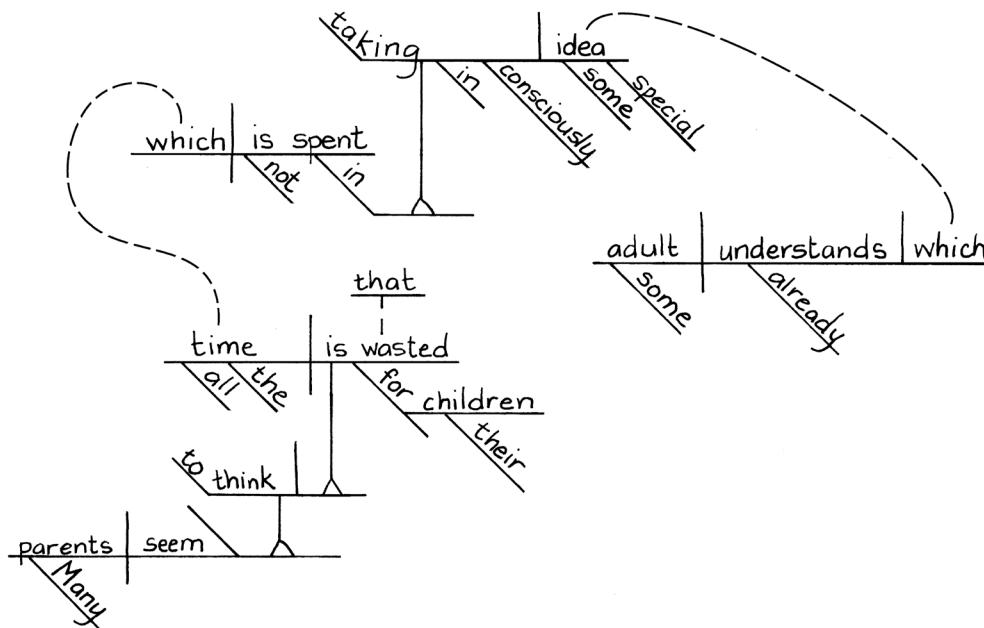 taking idea
in consciously some special
which is spent
not in
adult understands which
some already
that
time is wasted
all the for children
their
to think
parents seem
Many